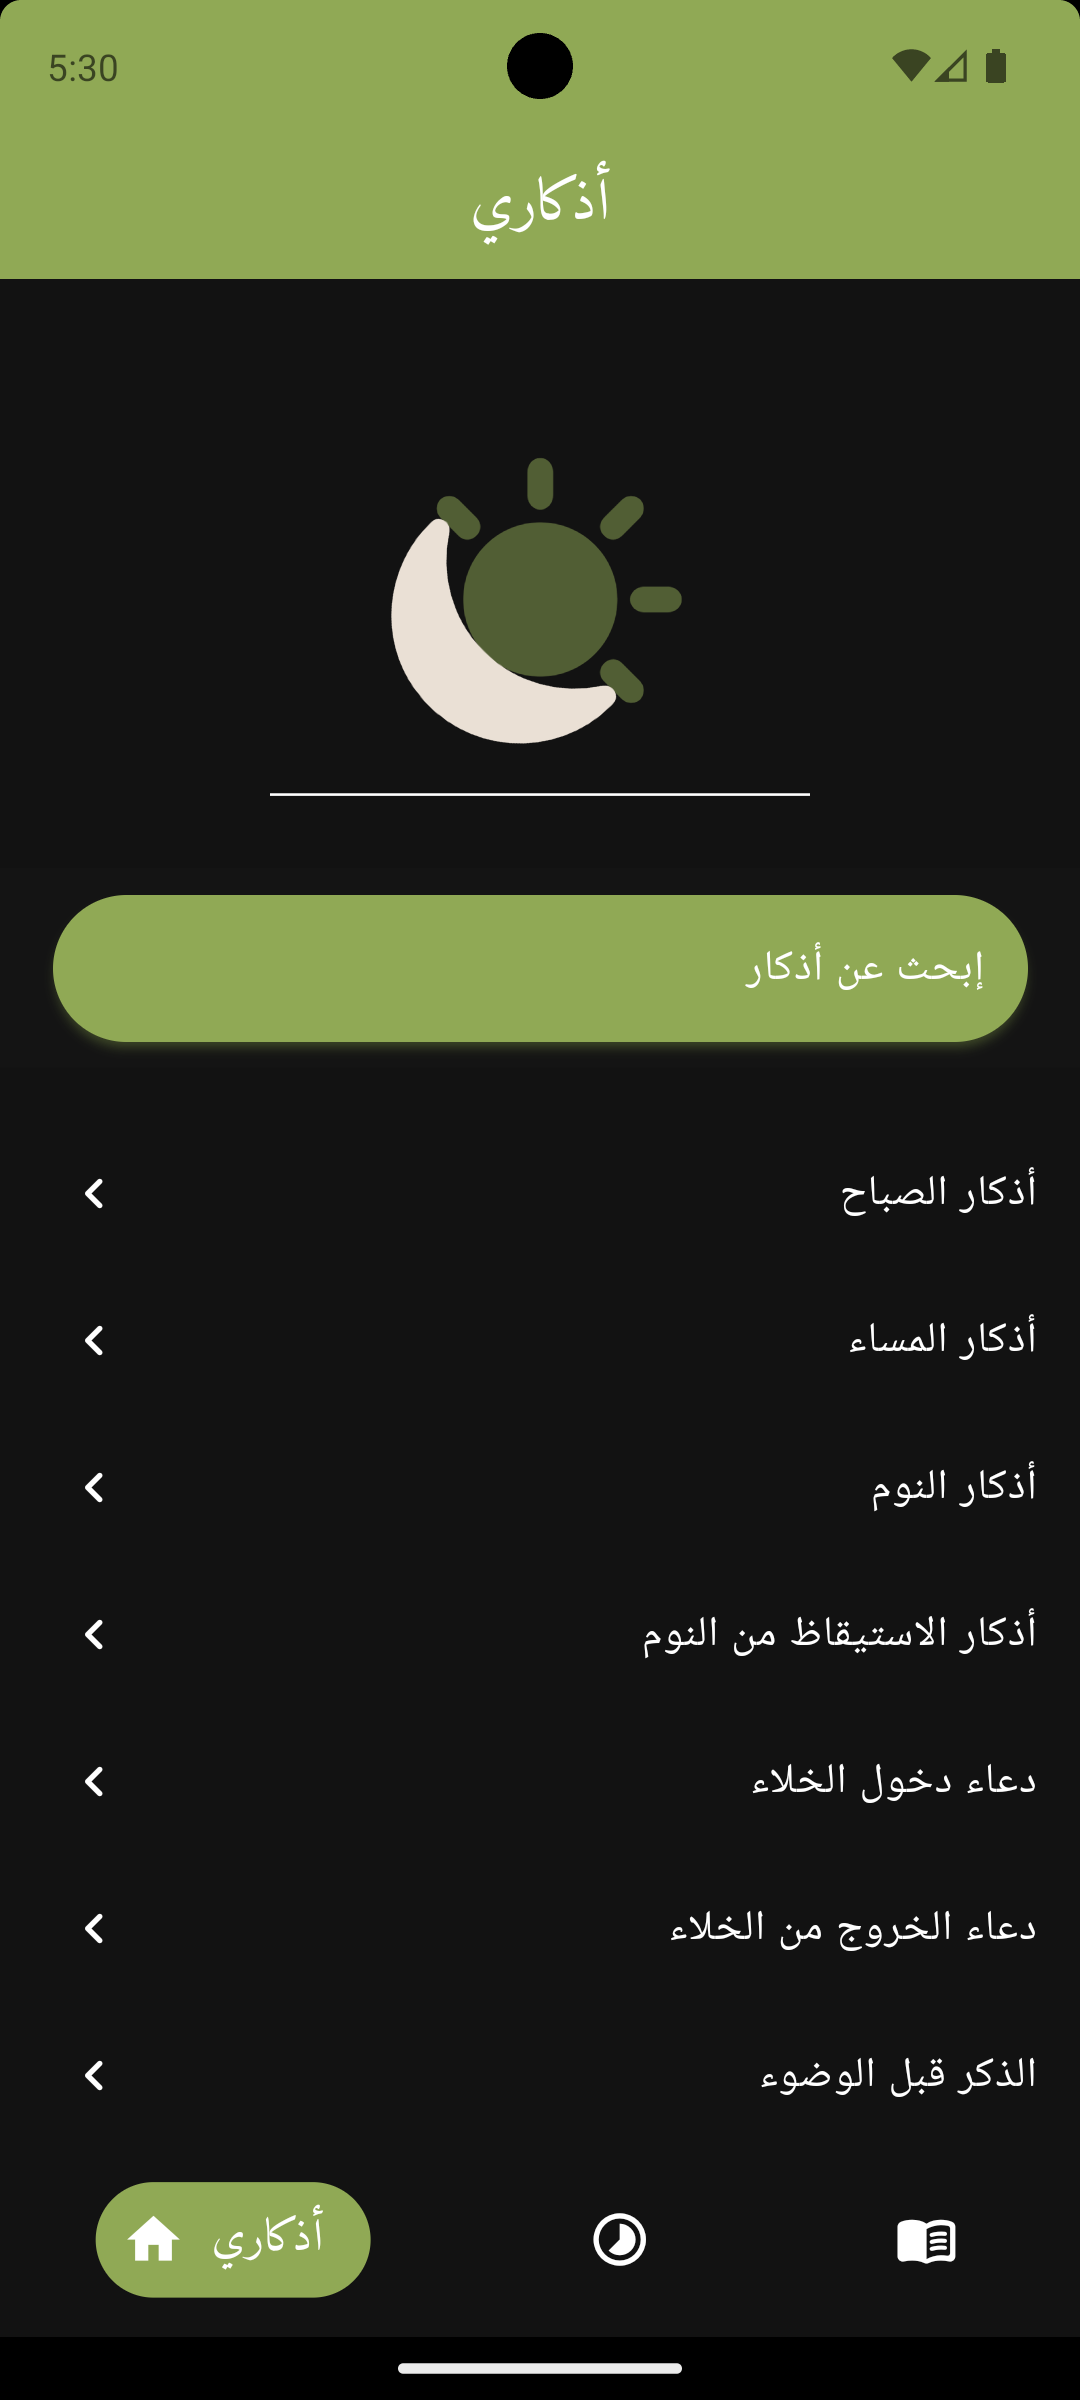 5:30
أذكاري
إبحث عن أذكار
أذكار الصباح
أذكار المساء
أذكار النوم
أذكار الاستيقاظ من النوم
دعاء دخول الخلاء
دعاء الخروج من الخلاء
الذكر قبل الوضوء
أذكاري